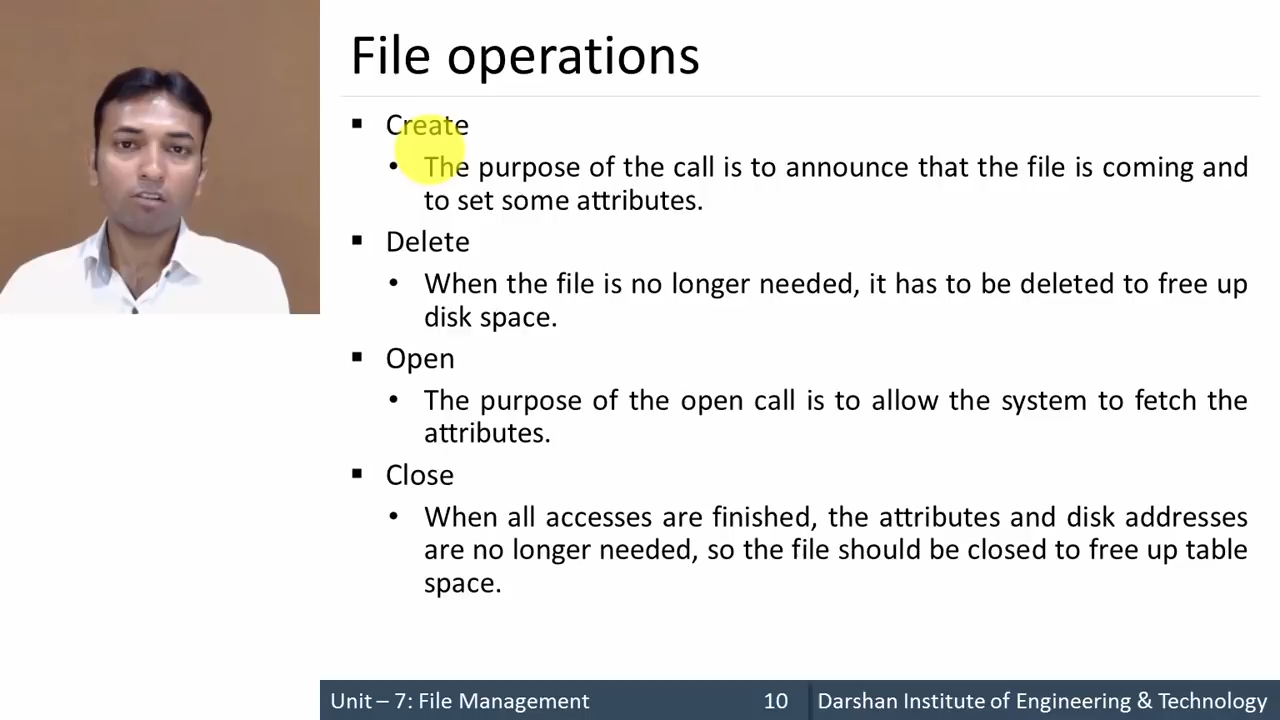 File operations
▪ Create
• The purpose of the call is to announce that the file is coming and
to set some attributes.
▪ Delete
• When the file is no longer needed, it has to be deleted to free up
disk space.
▪ Open
• The purpose of the open call is to allow the system to fetch the
attributes.
▪ Close
• When all accesses are finished, the attributes and disk addresses
are no longer needed, so the file should be closed to free up table
space.
Unit – 7: File Management 10 Darshan Institute of Engineering & Technology